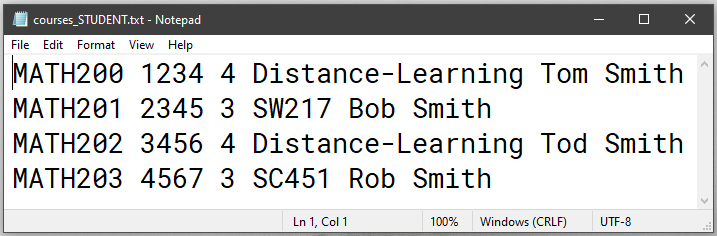 courses_STUDENT.txt - Notepad
File Edit Format View Help
MATH200 1234 4 Distance-Learning Tom Smith
MATH201 2345 3 SW217 Bob Smith
MATH202 3456 4 Distance-Learning Tod Smith
MATH203 4567 3 SC451 Rob Smith
Ln 1, Col 1 100% Windows (CRLF) UTF-8